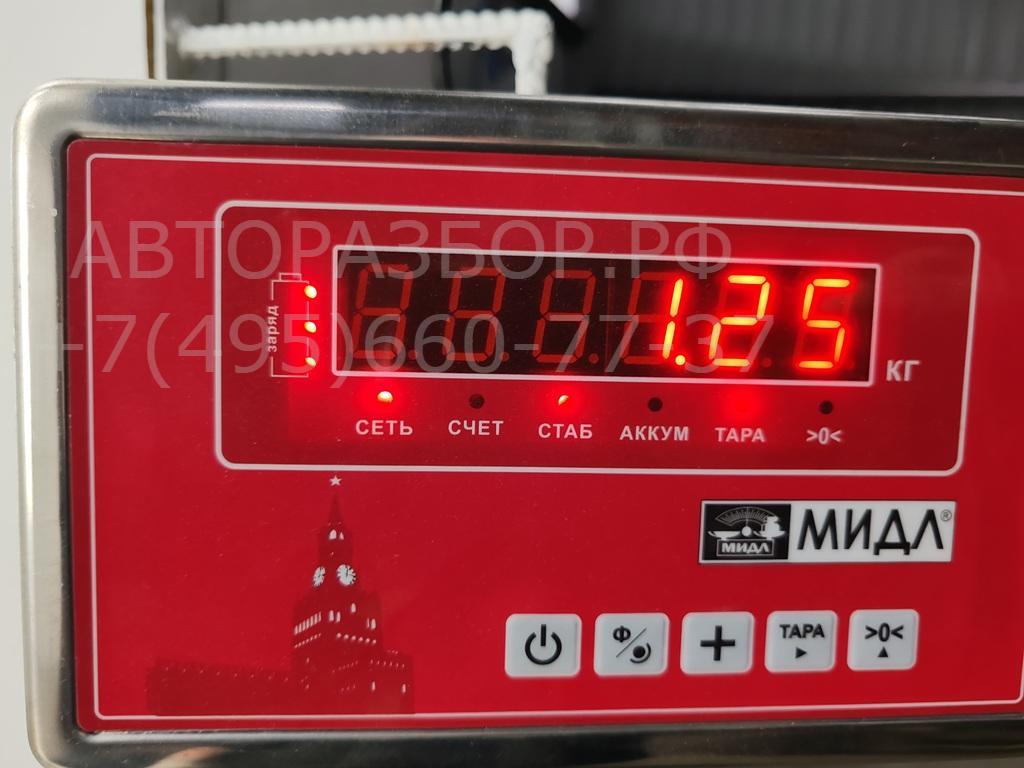 АВТОРАЗБОР.РФ
+7(495)660-77-37
заряд
1.25
КГ
СЕТЬ СЧЕТ СТАБ АККУМ ТАРА >0<
МИДЛ МИДЛ®
Ф ТАРА >0<